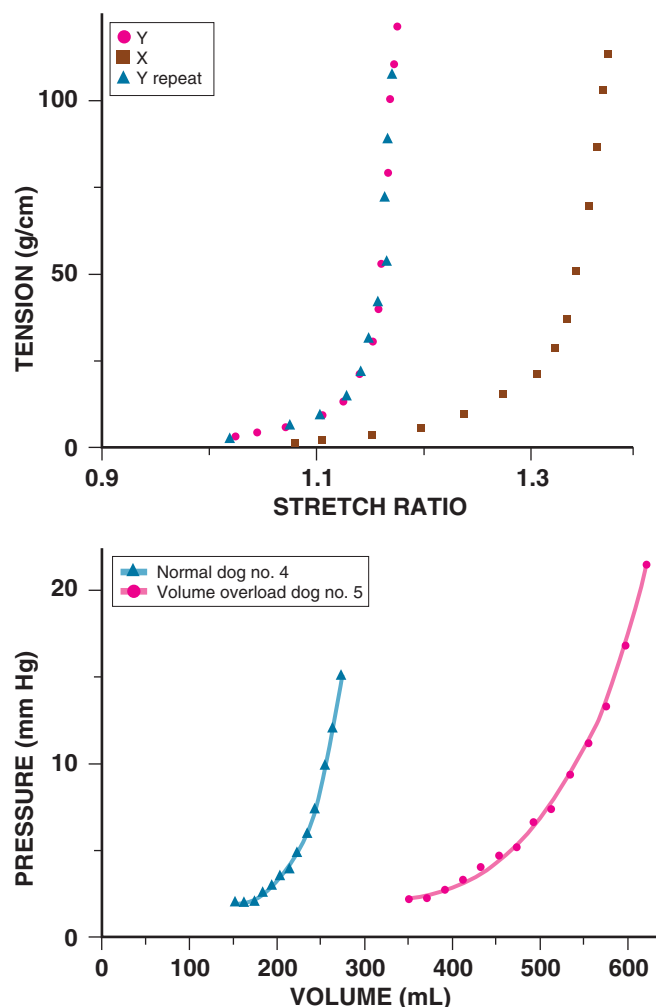 Y
X
Y repeat
100
50
0
TENSION (g/cm)
0.9
1.1
1.3
STRETCH RATIO
Normal dog no. 4
Volume overload dog no. 5
20
10
0
PRESSURE (mm Hg)
0
100
200
300
400
500
600
VOLUME (mL)